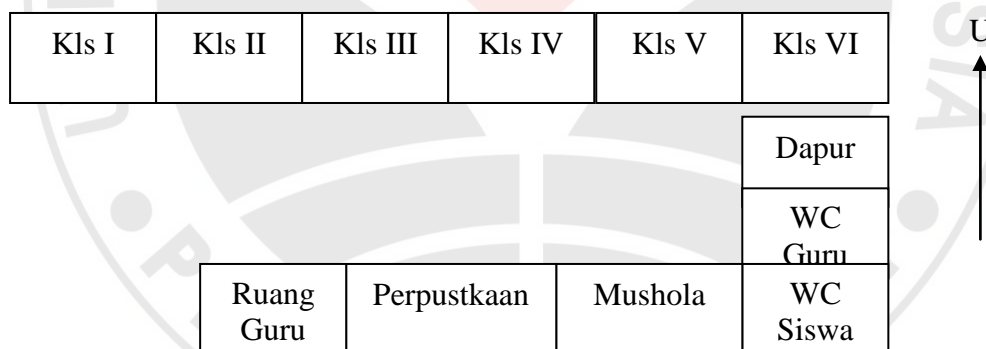 Kls I Kls II Kls III Kls IV Kls V Kls VI U
Dapur
WC
Guru
Ruang Perpustkaan Mushola WC
Guru Siswa